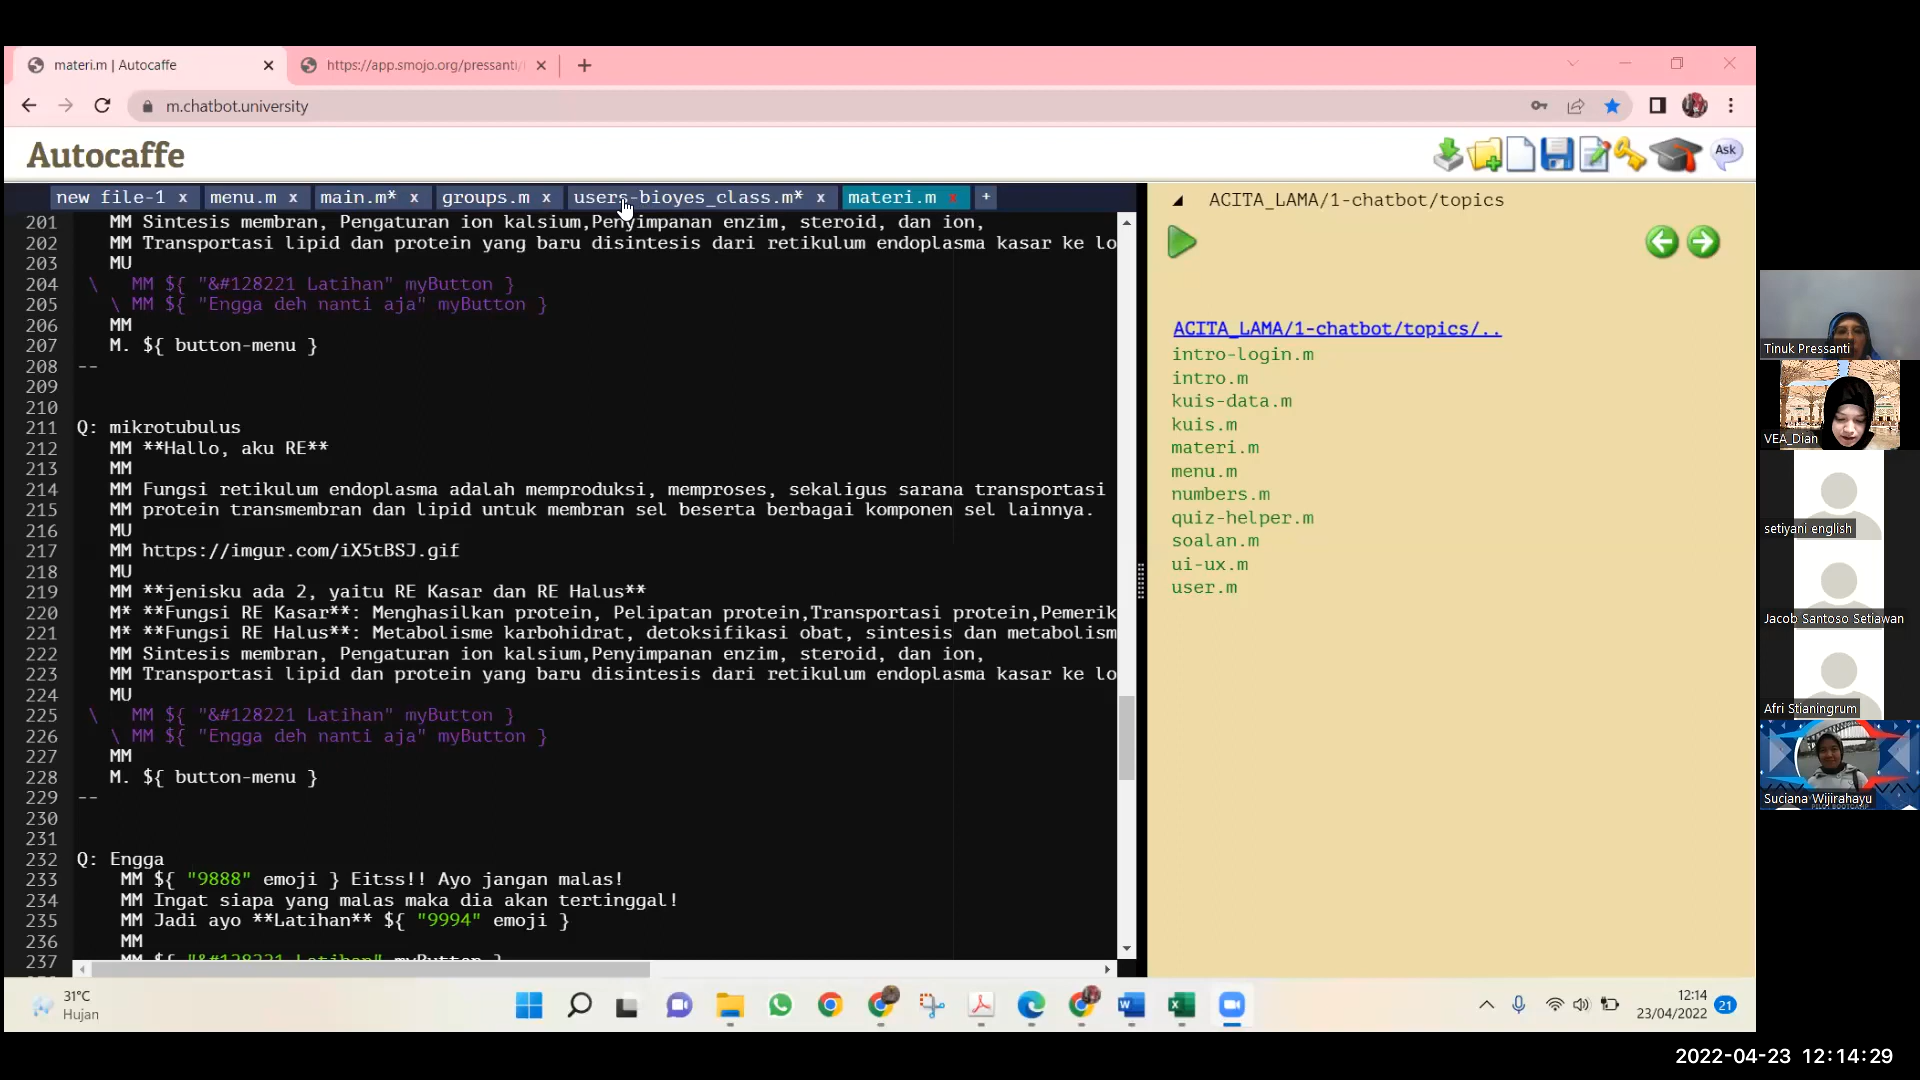 materi.m | Autocaffe
https://app.smojo.org/pressanti/
m.chatbot.university
Autocaffe
Ask
new file-1 x menu.m x main.m* x groups.m x users-bioyes_class.m* x materi.m x +
201 MM Sintesis membran, Pengaturan ion kalsium,Penyimpanan enzim, steroid, dan ion,
202 MM Transportasi lipid dan protein yang baru disintesis dari retikulum endoplasma kasar ke lo
203 MU
204 \ MM ${ "&#128221 Latihan" myButton }
205 \ MM ${ "Engga deh nanti aja" myButton }
206 MM
207 M. ${ button-menu }
208 --
209
210
211 Q: mikrotubulus
212 MM **Hallo, aku RE**
213 MM
214 MM Fungsi retikulum endoplasma adalah memproduksi, memproses, sekaligus sarana transportasi
215 MM protein transmembran dan lipid untuk membran sel beserta berbagai komponen sel lainnya.
216 MU
217 MM https://imgur.com/iX5tBSJ.gif
218 MU
219 MM **jenisku ada 2, yaitu RE Kasar dan RE Halus**
220 M* **Fungsi RE Kasar**: Menghasilkan protein, Pelipatan protein,Transportasi protein,Pemerik
221 M* **Fungsi RE Halus**: Metabolisme karbohidrat, detoksifikasi obat, sintesis dan metabolism
222 MM Sintesis membran, Pengaturan ion kalsium,Penyimpanan enzim, steroid, dan ion,
223 MM Transportasi lipid dan protein yang baru disintesis dari retikulum endoplasma kasar ke lo
224 MU
225 \ MM ${ "&#128221 Latihan" myButton }
226 \ MM ${ "Engga deh nanti aja" myButton }
227 MM
228 M. ${ button-menu }
229 --
230
231
232 Q: Engga
233 MM ${ "9888" emoji } Eitss!! Ayo jangan malas!
234 MM Ingat siapa yang malas maka dia akan tertinggal!
235 MM Jadi ayo **Latihan** ${ "9994" emoji }
236 MM
237 MM ${ "&#128221 Latihan" myButton }
ACITA_LAMA/1-chatbot/topics
ACITA_LAMA/1-chatbot/topics/..
intro-login.m
intro.m
kuis-data.m
kuis.m
materi.m
menu.m
numbers.m
quiz-helper.m
soalan.m
ui-ux.m
user.m
Tinuk Pressanti
VEA_Dian
setiyani english
Jacob Santoso Setiawan
Afri Stianingrum
Suciana Wijirahayu
31°C
Hujan
12:14
23/04/2022
21
2022-04-23 12:14:29